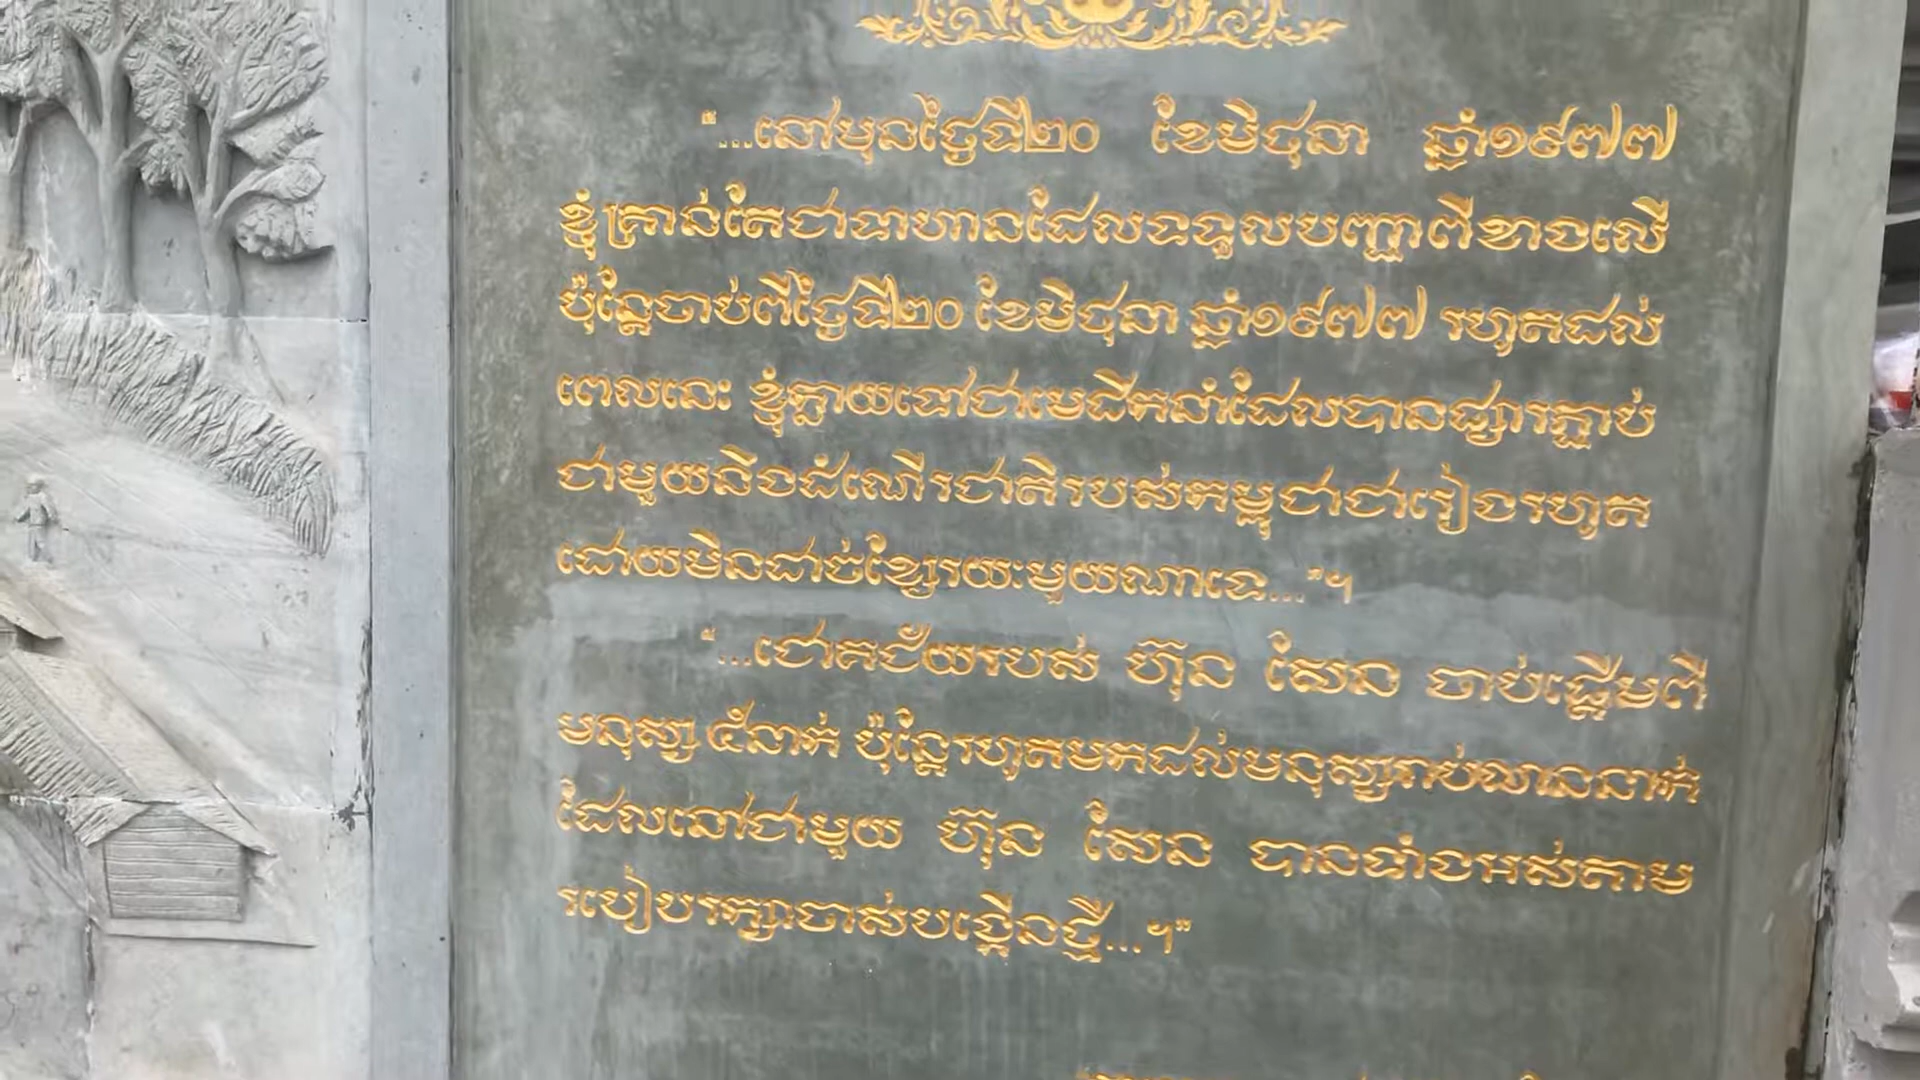 “...នៅមុនថ្ងៃទី២០ ខែមិថុនា ឆ្នាំ១៩៧៧
ខ្ញុំគ្រាន់តែជាទាហានដែលទទួលបញ្ជាពីខាងលើ
ប៉ុន្តែចាប់ពីថ្ងៃទី២០ ខែមិថុនា ឆ្នាំ១៩៧៧ រហូតដល់
ពេលនេះ ខ្ញុំក្លាយទៅជាមេដឹកនាំដែលបានផ្សារភ្ជាប់
ជាមួយនឹងដំណើរជាតិរបស់កម្ពុជាជារៀងរហូត
ដោយមិនដាច់ខ្សែរយៈមួយណាទេ...”។
“...ជោគជ័យរបស់ ហ៊ុន សែន ចាប់ផ្តើមពី
មនុស្ស ៥នាក់ ប៉ុន្តែរហូតមកដល់មនុស្សរាប់លាននាក់
ដែលនៅជាមួយ ហ៊ុន សែន បានទាំងអស់តាម
របៀបរក្សាចាស់បង្កើនថ្មី...។”